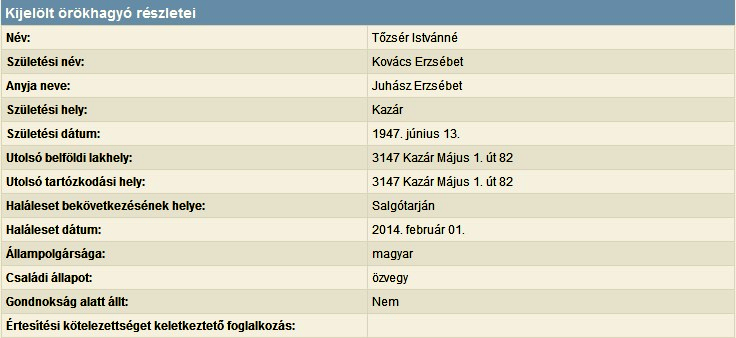 Kijelölt örökhagyó részletei
Név: Tőzsér Istvánné
Születési név: Kovács Erzsébet
Anyja neve: Juhász Erzsébet
Születési hely: Kazár
Születési dátum: 1947. június 13.
Utolsó belföldi lakhely: 3147 Kazár Május 1. út 82
Utolsó tartózkodási hely: 3147 Kazár Május 1. út 82
Haláleset bekövetkezésének helye: Salgótarján
Haláleset dátum: 2014. február 01.
Állampolgársága: magyar
Családi állapot: özvegy
Gondnokság alatt állt: Nem
Értesítési kötelezettséget keletkeztető foglalkozás: